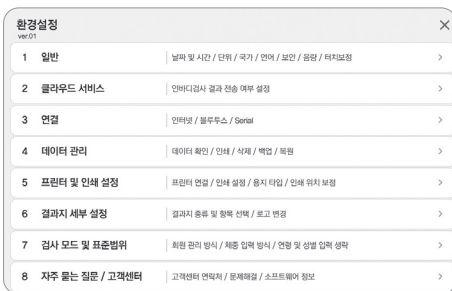 환경설정
ver.01
1 일반 날짜 및 시간 / 단위 / 국가 / 언어 / 보안 / 음량 / 터치보정
2 클라우드 서비스 인바디검사 결과 전송 여부 설정
3 연결 인터넷 / 블루투스 / Serial
4 데이터 관리 데이터 확인 / 인쇄 / 삭제 / 백업 / 복원
5 프린터 및 인쇄 설정 프린터 연결 / 인쇄 설정 / 용지 타입 / 인쇄 위치 보정
6 결과지 세부 설정 결과지 종류 및 항목 선택 / 로고 변경
7 검사 모드 및 표준범위 회원 관리 방식 / 체중 입력 방식 / 연령 및 성별 입력 생략
8 자주 묻는 질문 / 고객센터 고객센터 연락처 / 문제해결 / 소프트웨어 정보